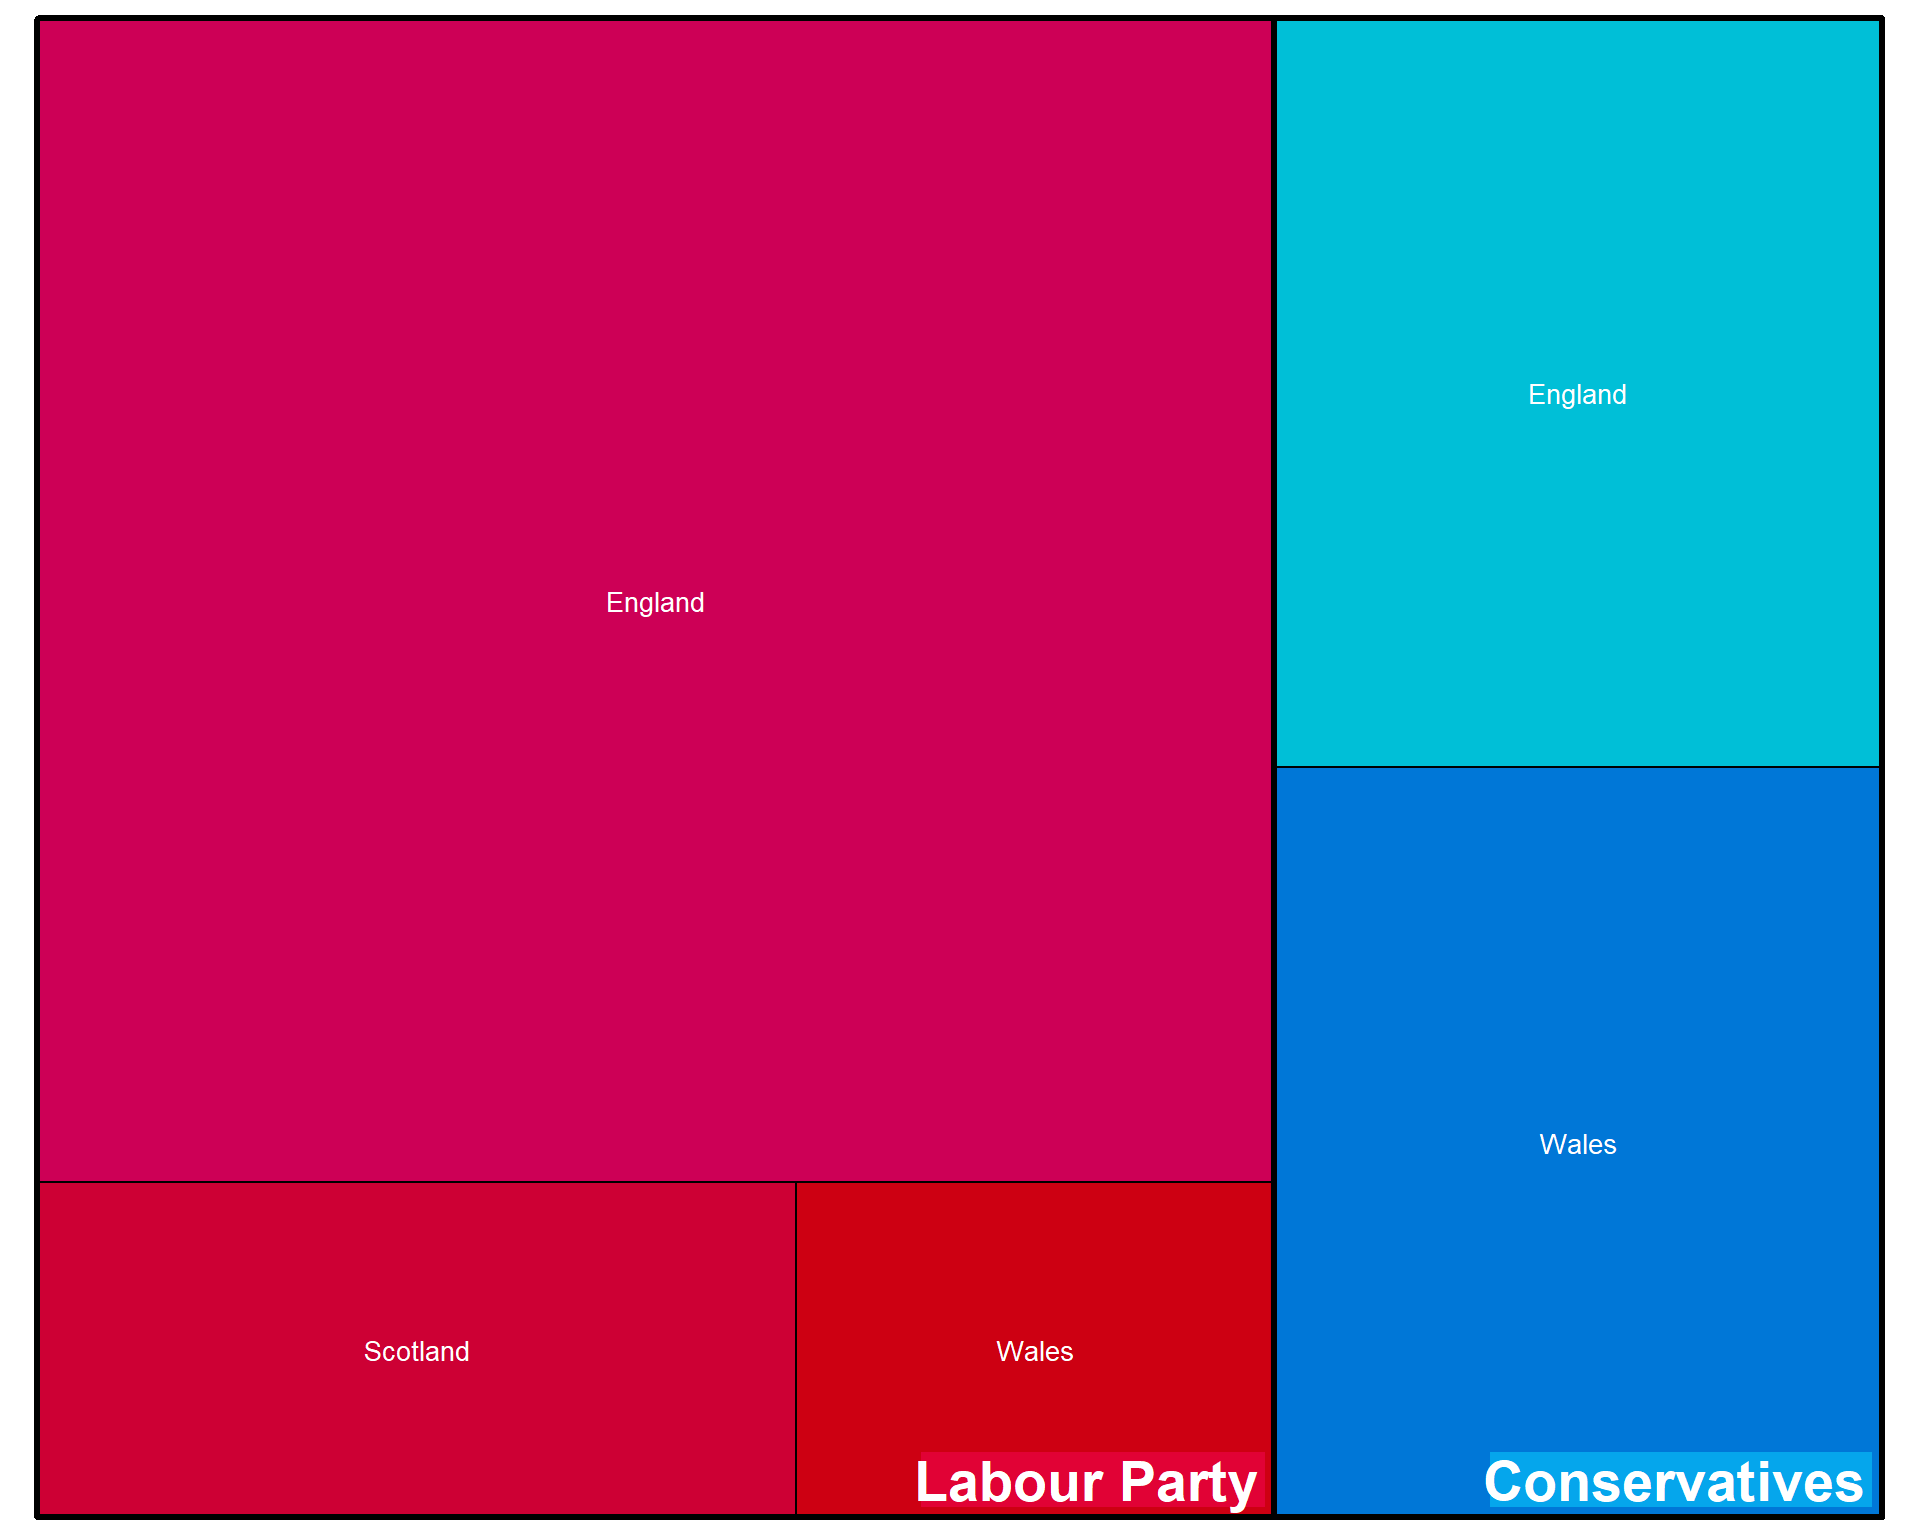 England
Scotland
Wales
Labour Party
England
Wales
Conservatives